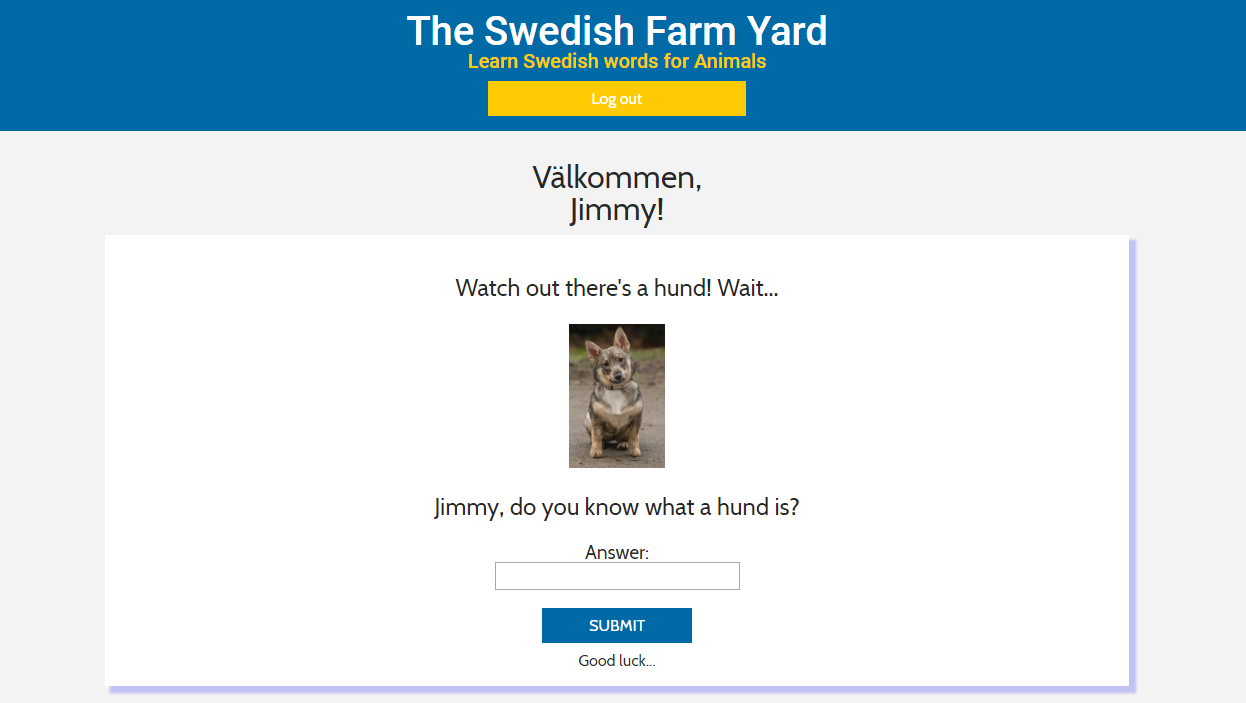 The Swedish Farm Yard
Learn Swedish words for Animals
Log out
Välkommen,
Jimmy!
Watch out there's a hund! Wait...
Jimmy, do you know what a hund is?
Answer:
SUBMIT
Good luck...